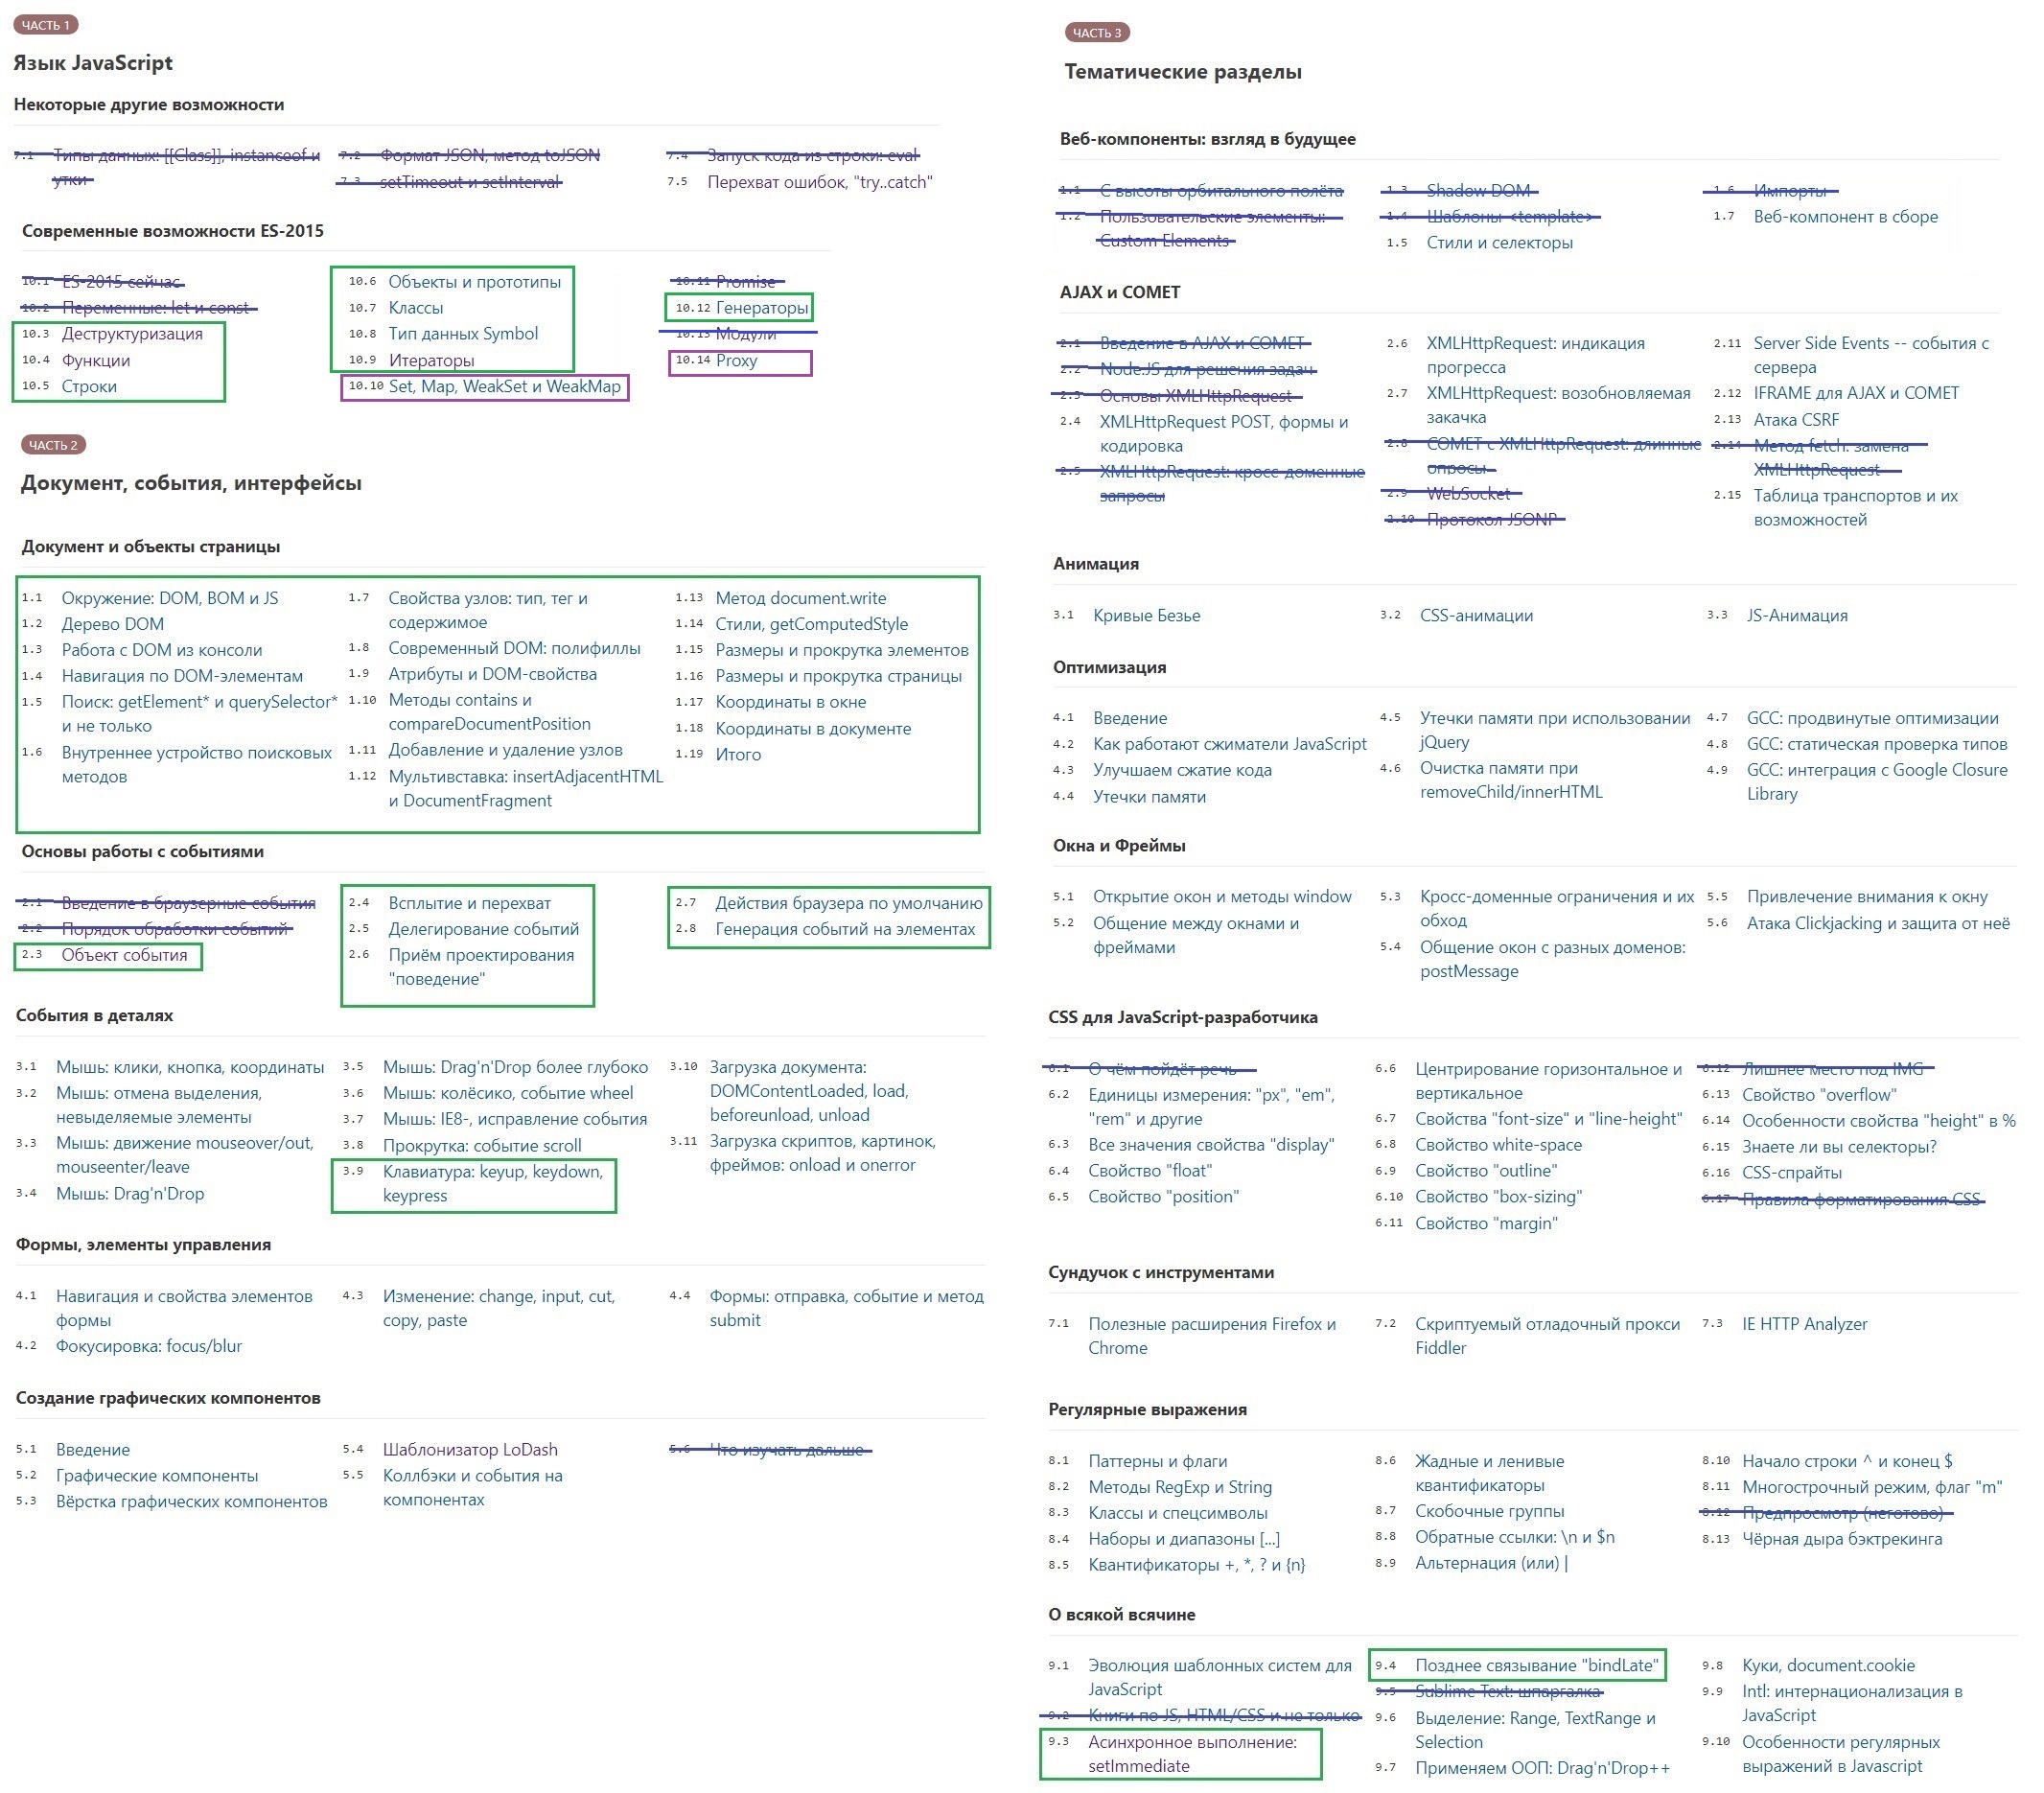 ЧАСТЬ 1
Язык JavaScript
Некоторые другие возможности
7.1 Типы данных: [[Class]], instanceof и
утки
7.2 Формат JSON, метод toJSON
7.3 setTimeout и setInterval
7.4 Запуск кода из строки: eval
7.5 Перехват ошибок, "try..catch"
Современные возможности ES-2015
10.1 ES-2015 сейчас
10.2 Переменные: let и const
10.3 Деструктуризация
10.4 Функции
10.5 Строки
10.6 Объекты и прототипы
10.7 Классы
10.8 Тип данных Symbol
10.9 Итераторы
10.10 Set, Map, WeakSet и WeakMap
10.11 Promise
10.12 Генераторы
10.13 Модули
10.14 Proxy
ЧАСТЬ 2
Документ, события, интерфейсы
Документ и объекты страницы
1.1 Окружение: DOM, BOM и JS
1.2 Дерево DOM
1.3 Работа с DOM из консоли
1.4 Навигация по DOM-элементам
1.5 Поиск: getElement* и querySelector*
и не только
1.6 Внутреннее устройство поисковых
методов
1.7 Свойства узлов: тип, тег и
содержимое
1.8 Современный DOM: полифиллы
1.9 Атрибуты и DOM-свойства
1.10 Методы contains и
compareDocumentPosition
1.11 Добавление и удаление узлов
1.12 Мультивставка: insertAdjacentHTML
и DocumentFragment
1.13 Метод document.write
1.14 Стили, getComputedStyle
1.15 Размеры и прокрутка элементов
1.16 Размеры и прокрутка страницы
1.17 Координаты в окне
1.18 Координаты в документе
1.19 Итого
Основы работы с событиями
2.1 Введение в браузерные события
2.2 Порядок обработки событий
2.3 Объект события
2.4 Всплытие и перехват
2.5 Делегирование событий
2.6 Приём проектирования
"поведение"
2.7 Действия браузера по умолчанию
2.8 Генерация событий на элементах
События в деталях
3.1 Мышь: клики, кнопка, координаты
3.2 Мышь: отмена выделения,
невыделяемые элементы
3.3 Мышь: движение mouseover/out,
mouseenter/leave
3.4 Мышь: Drag'n'Drop
3.5 Мышь: Drag'n'Drop более глубоко
3.6 Мышь: колёсико, событие wheel
3.7 Мышь: IE8-, исправление события
3.8 Прокрутка: событие scroll
3.9 Клавиатура: keyup, keydown,
keypress
3.10 Загрузка документа:
DOMContentLoaded, load,
beforeunload, unload
3.11 Загрузка скриптов, картинок,
фреймов: onload и onerror
Формы, элементы управления
4.1 Навигация и свойства элементов
формы
4.2 Фокусировка: focus/blur
4.3 Изменение: change, input, cut,
copy, paste
4.4 Формы: отправка, событие и метод
submit
Создание графических компонентов
5.1 Введение
5.2 Графические компоненты
5.3 Вёрстка графических компонентов
5.4 Шаблонизатор LoDash
5.5 Коллбэки и события на
компонентах
5.6 Что изучать дальше
ЧАСТЬ 3
Тематические разделы
Веб-компоненты: взгляд в будущее
1.1 С высоты орбитального полёта
1.2 Пользовательские элементы:
Custom Elements
1.3 Shadow DOM
1.4 Шаблоны <template>
1.5 Стили и селекторы
1.6 Импорты
1.7 Веб-компонент в сборе
AJAX и COMET
2.1 Введение в AJAX и COMET
2.2 Node.JS для решения задач
2.3 Основы XMLHttpRequest
2.4 XMLHttpRequest POST, формы и
кодировка
2.5 XMLHttpRequest: кросс-доменные
запросы
2.6 XMLHttpRequest: индикация
прогресса
2.7 XMLHttpRequest: возобновляемая
закачка
2.8 COMET с XMLHttpRequest: длинные
опросы
2.9 WebSocket
2.10 Протокол JSONP
2.11 Server Side Events -- события с
сервера
2.12 IFRAME для AJAX и COMET
2.13 Атака CSRF
2.14 Метод fetch: замена
XMLHttpRequest
2.15 Таблица транспортов и их
возможностей
Анимация
3.1 Кривые Безье
3.2 CSS-анимации
3.3 JS-Анимация
Оптимизация
4.1 Введение
4.2 Как работают сжиматели JavaScript
4.3 Улучшаем сжатие кода
4.4 Утечки памяти
4.5 Утечки памяти при использовании
jQuery
4.6 Очистка памяти при
removeChild/innerHTML
4.7 GCC: продвинутые оптимизации
4.8 GCC: статическая проверка типов
4.9 GCC: интеграция с Google Closure
Library
Окна и Фреймы
5.1 Открытие окон и методы window
5.2 Общение между окнами и
фреймами
5.3 Кросс-доменные ограничения и их
обход
5.4 Общение окон с разных доменов:
postMessage
5.5 Привлечение внимания к окну
5.6 Атака Clickjacking и защита от неё
CSS для JavaScript-разработчика
6.1 О чём пойдёт речь
6.2 Единицы измерения: "px", "em",
"rem" и другие
6.3 Все значения свойства "display"
6.4 Свойство "float"
6.5 Свойство "position"
6.6 Центрирование горизонтальное и
вертикальное
6.7 Свойства "font-size" и "line-height"
6.8 Свойство white-space
6.9 Свойство "outline"
6.10 Свойство "box-sizing"
6.11 Свойство "margin"
6.12 Лишнее место под IMG
6.13 Свойство "overflow"
6.14 Особенности свойства "height" в %
6.15 Знаете ли вы селекторы?
6.16 CSS-спрайты
6.17 Правила форматирования CSS
Сундучок с инструментами
7.1 Полезные расширения Firefox и
Chrome
7.2 Скриптуемый отладочный прокси
Fiddler
7.3 IE HTTP Analyzer
Регулярные выражения
8.1 Паттерны и флаги
8.2 Методы RegExp и String
8.3 Классы и спецсимволы
8.4 Наборы и диапазоны [...]
8.5 Квантификаторы +, *, ? и {n}
8.6 Жадные и ленивые
квантификаторы
8.7 Скобочные группы
8.8 Обратные ссылки: \n и $n
8.9 Альтернация (или) |
8.10 Начало строки ^ и конец $
8.11 Многострочный режим, флаг "m"
8.12 Предпросмотр (неготово)
8.13 Чёрная дыра бэктрекинга
О всякой всячине
9.1 Эволюция шаблонных систем для
JavaScript
9.2 Книги по JS, HTML/CSS и не только
9.3 Асинхронное выполнение:
setImmediate
9.4 Позднее связывание "bindLate"
9.5 Sublime Text: шпаргалка
9.6 Выделение: Range, TextRange и
Selection
9.7 Применяем ООП: Drag'n'Drop++
9.8 Куки, document.cookie
9.9 Intl: интернационализация в
JavaScript
9.10 Особенности регулярных
выражений в Javascript